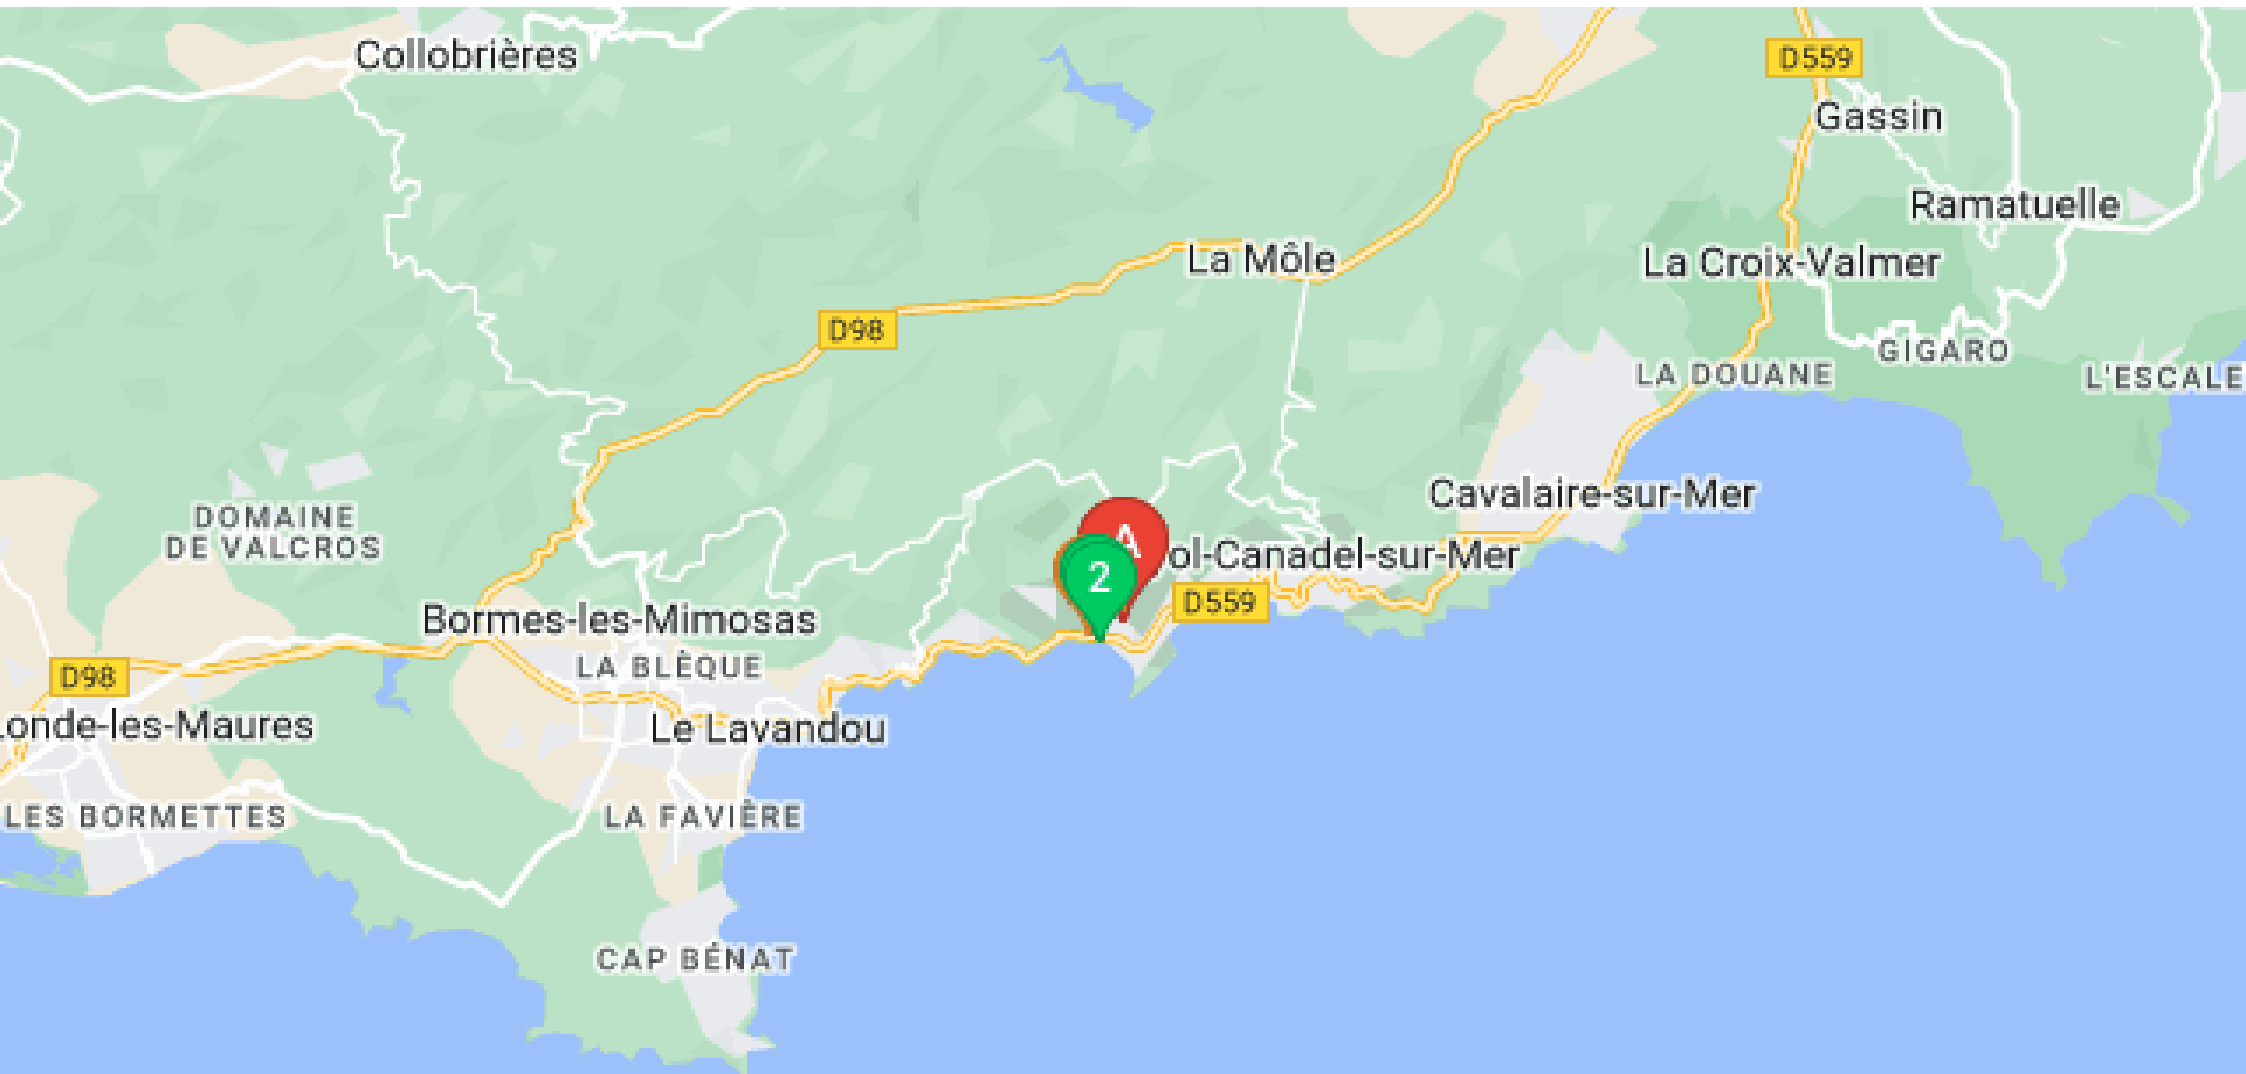 Collobrières
D559
Gassin
Ramatuelle
La Môle
La Croix-Valmer
D98
GIGARO
LA DOUANE
L'ESCALE
Cavalaire-sur-Mer
DOMAINE
DE VALCROS
A
ol-Canadel-sur-Mer
2
D559
Bormes-les-Mimosas
LA BLÈQUE
D98
Londe-les-Maures
Le Lavandou
LES BORMETTES
LA FAVIÈRE
CAP BÉNAT